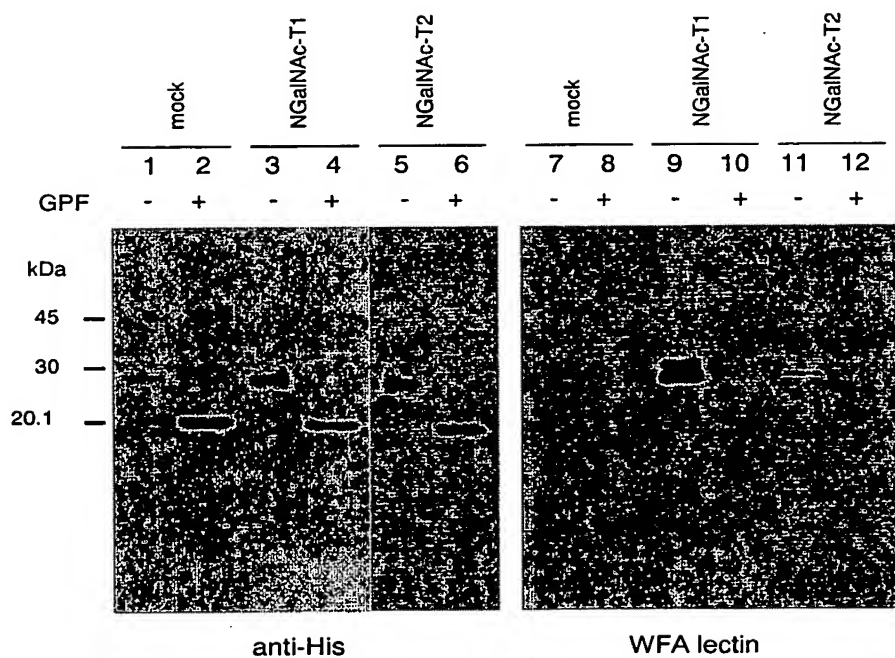 mock NGalNAc-T1 NGalNAc-T2 mock NGalNAc-T1 NGalNAc-T2
1 2 3 4 5 6 7 8 9 10 11 12
GPF - + - + - + - + - + - +
kDa
45
30
20.1
anti-His WFA lectin